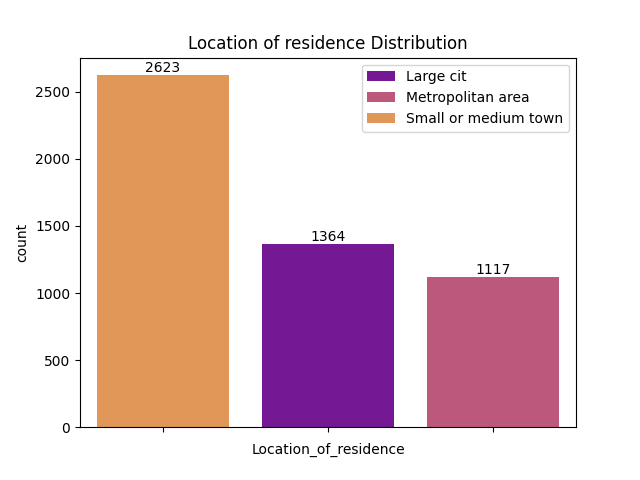 Location of residence Distribution
2623
Large cit
Metropolitan area
Small or medium town
2500
2000
1500
1364
1117
1000
500
0
count
Location_of_residence